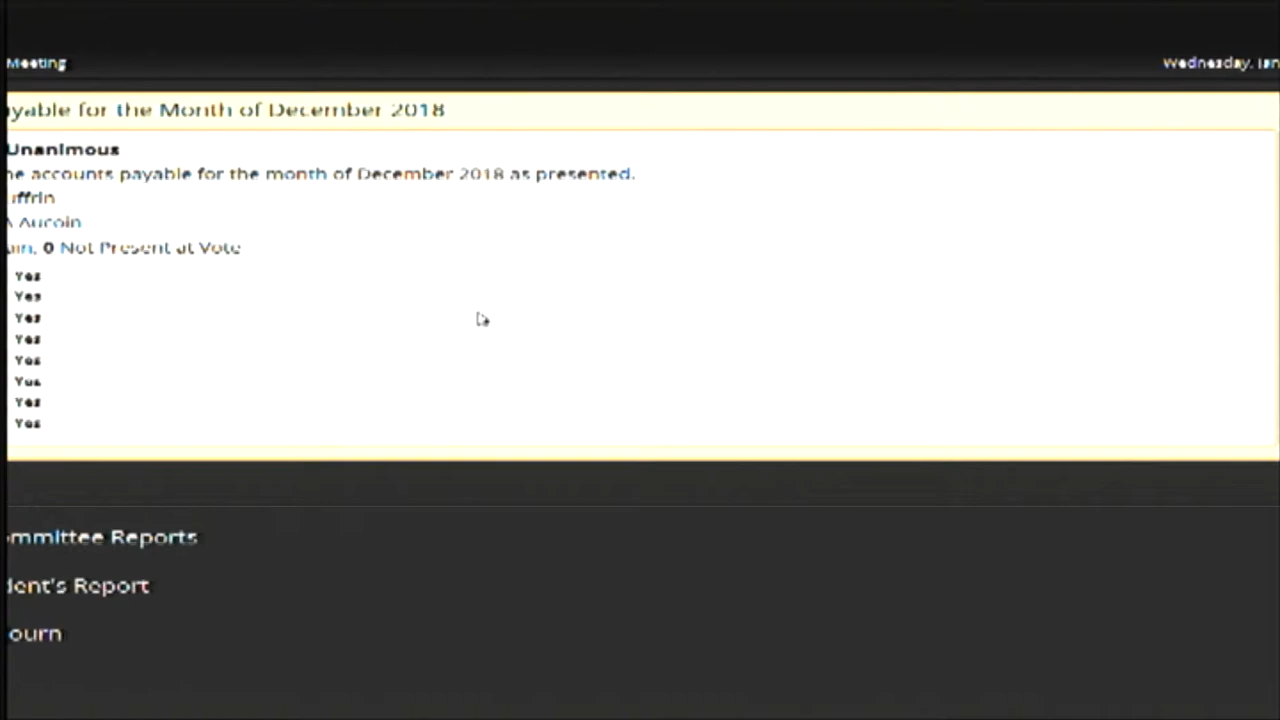 Meeting
Wednesday, Jan
yable for the Month of December 2018
Unanimous
he accounts payable for the month of December 2018 as presented.
uffrin
A Aucoin
ain, 0 Not Present at Vote
Yes
Yes
Yes
Yes
Yes
Yes
Yes
Yes
ommittee Reports
dent's Report
ourn